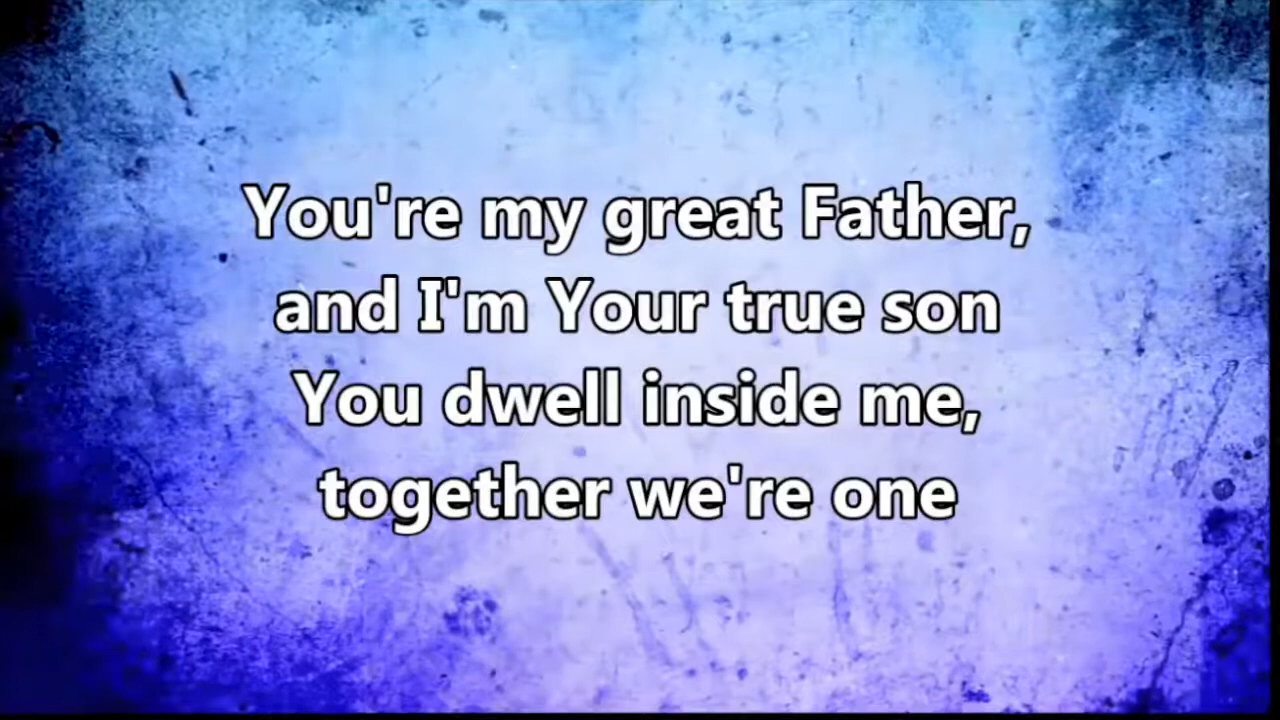 You're my great Father,
and I'm Your true son
You dwell inside me,
together we're one